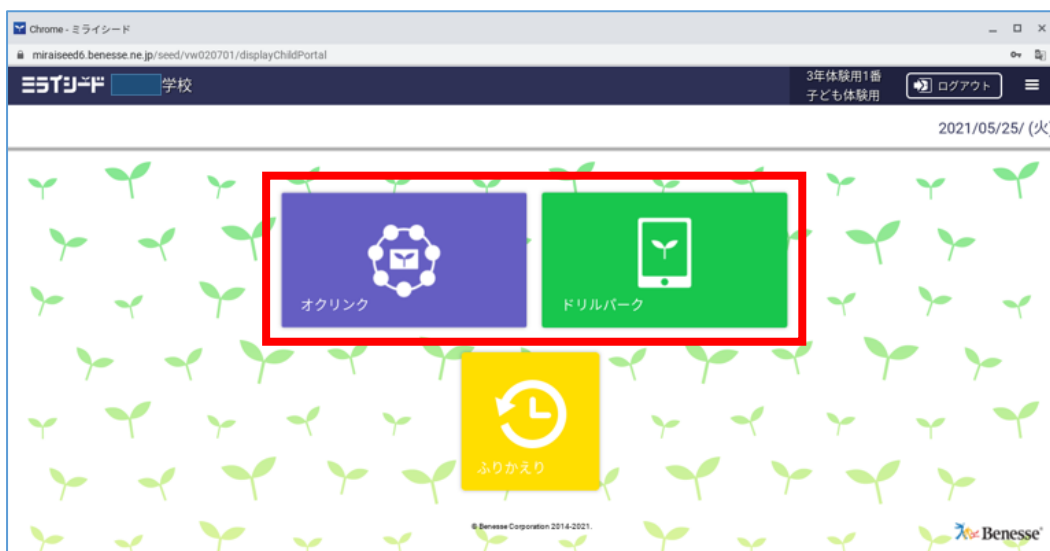 Chrome - ミライシード
miraiseed6.benesse.ne.jp/seed/vw020701/displayChildPortal
ミライシード 学校
3年体験用1番
子ども体験用
ログアウト
2021/05/25/ (火)
オクリンク
ドリルパーク
ふりかえり
© Benesse Corporation 2014-2021.
Benesse®